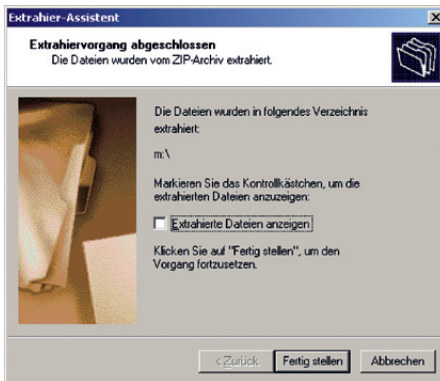 Extrahier-Assistent
Extrahiervorgang abgeschlossen
Die Dateien wurden vom ZIP-Archiv extrahiert.
Die Dateien wurden in folgendes Verzeichnis
extrahiert:
m:\
Markieren Sie das Kontrollkästchen, um die
extrahierten Dateien anzuzeigen:
Extrahierte Dateien anzeigen
Klicken Sie auf "Fertig stellen", um den
Vorgang fortzusetzen.
< Zurück
Fertig stellen
Abbrechen